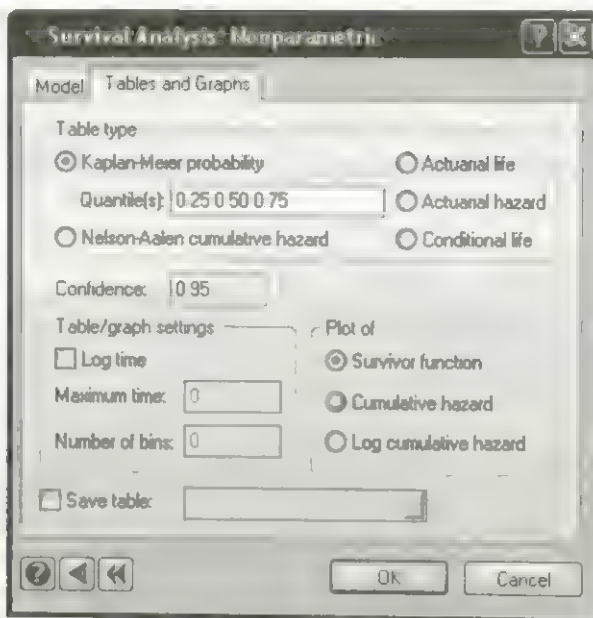 Survival Analysis: Nonparametric
Model Tables and Graphs
Table type
Kaplan-Meier probability
Actuarial life
Quantile(s): 0.25 0.50 0.75
Actuarial hazard
Nelson-Aalen cumulative hazard
Conditional life
Confidence: 0.95
Table/graph settings
Plot of
Log time
Survivor function
Maximum time: 0
Cumulative hazard
Number of bins: 0
Log cumulative hazard
Save table:
OK Cancel